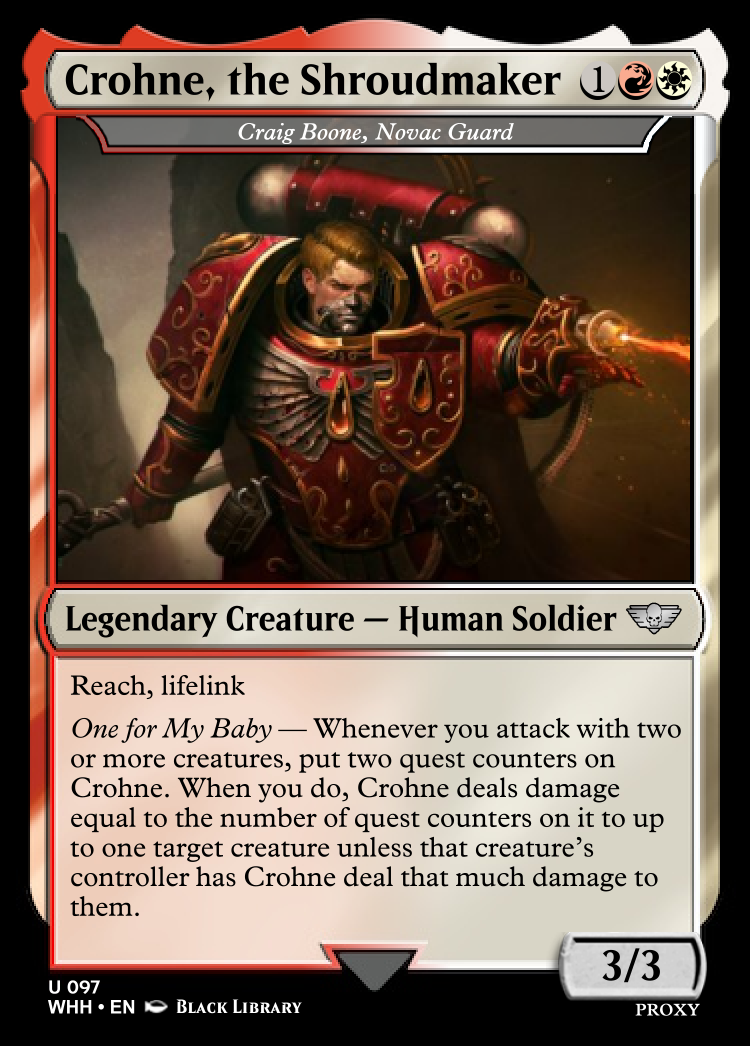 Crohne, the Shroudmaker 1
Craig Boone, Novac Guard
Legendary Creature — Human Soldier
Reach, lifelink
One for My Baby — Whenever you attack with two
or more creatures, put two quest counters on
Crohne. When you do, Crohne deals damage
equal to the number of quest counters on it to up
to one target creature unless that creature's
controller has Crohne deal that much damage to
them.
3/3
U 097
WHH • EN BLACK LIBRARY
PROXY